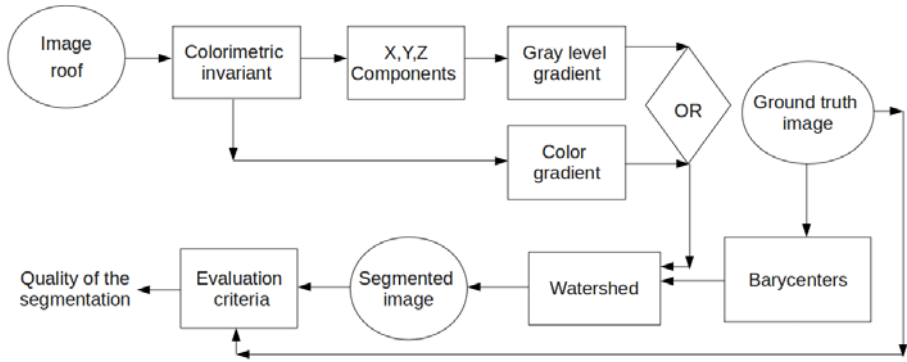 Image
roof
Colorimetric
invariant
X,Y,Z
Components
Gray level
gradient
OR
Ground truth
image
Color
gradient
Quality of the
segmentation
Evaluation
criteria
Segmented
image
Watershed
Barycenters